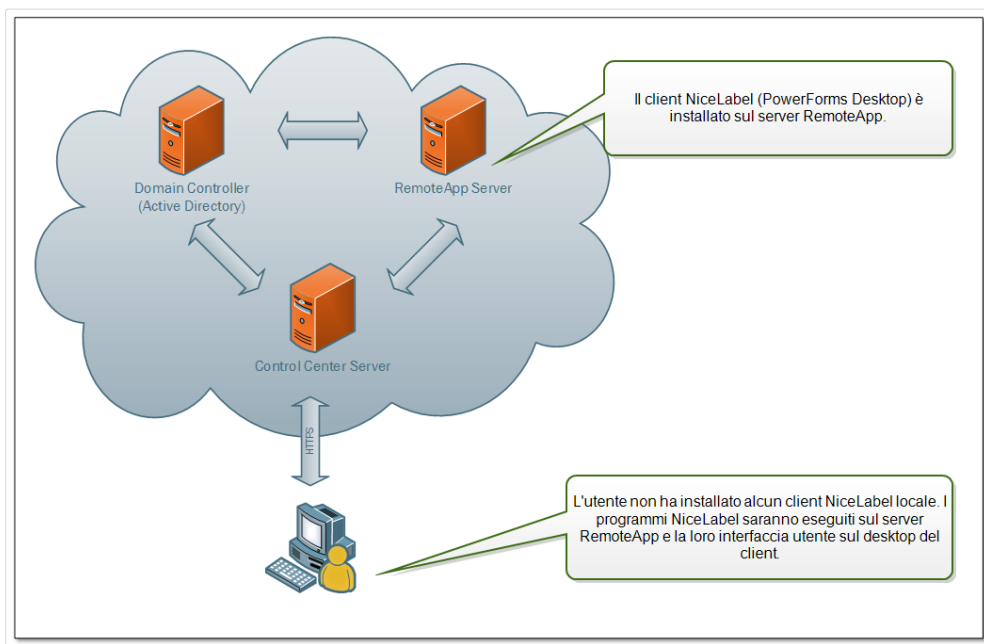 Il client NiceLabel (PowerForms Desktop) è
installato sul server RemoteApp.
Domain Controller
(Active Directory)
RemoteApp Server
Control Center Server
HTTPS
L'utente non ha installato alcun client NiceLabel locale. I
programmi NiceLabel saranno eseguiti sul server
RemoteApp e la loro interfaccia utente sul desktop del
client.